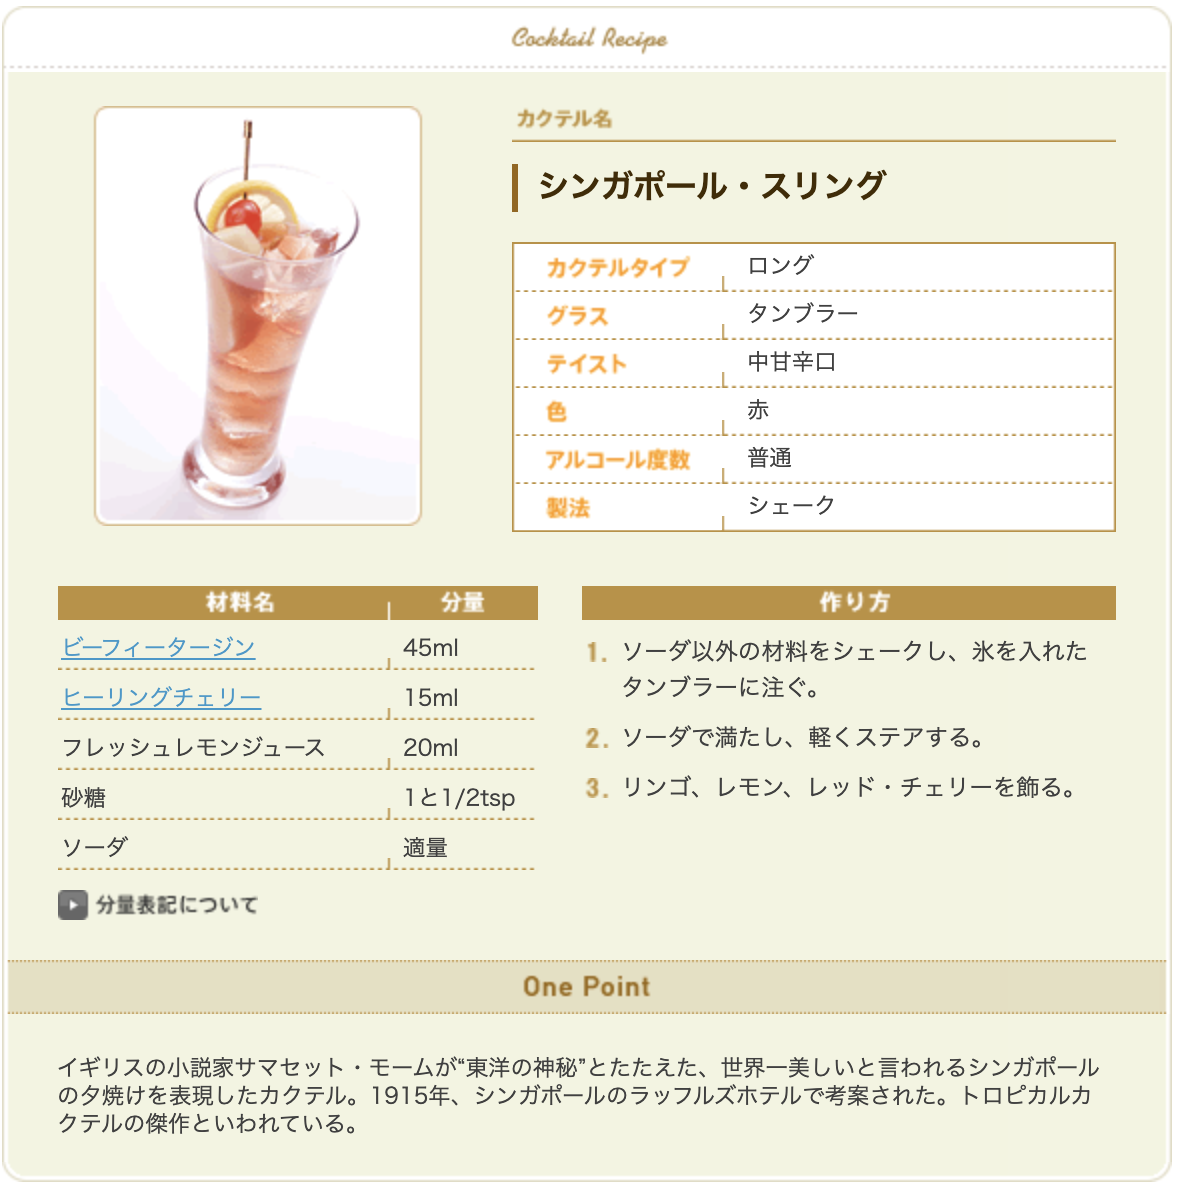 Cocktail Recipe
カクテル名
シンガポール・スリング
カクテルタイプ ロング
グラス タンブラー
テイスト 中甘辛口
色 赤
アルコール度数 普通
製法 シェーク
材料名 分量
ビーフィータージン 45ml
ヒーリングチェリー 15ml
フレッシュレモンジュース 20ml
砂糖 1と1/2tsp
ソーダ 適量
分量表記について
作り方
1. ソーダ以外の材料をシェークし、氷を入れた
タンブラーに注ぐ。
2. ソーダで満たし、軽くステアする。
3. リンゴ、レモン、レッド・チェリーを飾る。
One Point
イギリスの小説家サマセット・モームが“東洋の神秘”とたたえた、世界一美しいと言われるシンガポール
の夕焼けを表現したカクテル。1915年、シンガポールのラッフルズホテルで考案された。トロピカルカ
クテルの傑作といわれている。